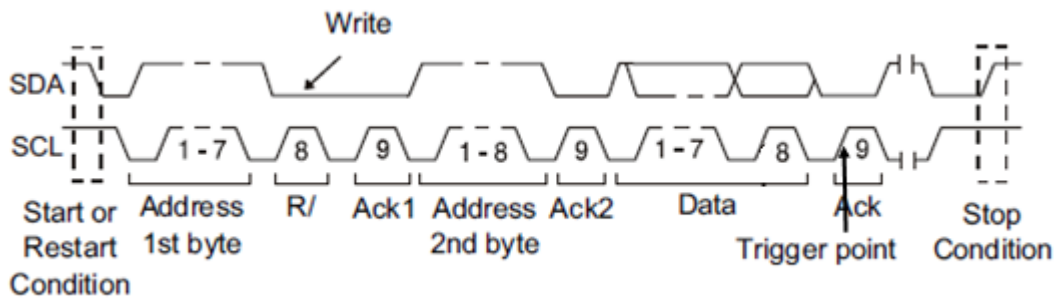 Write
SDA
SCL
1 - 7
8
9
1 - 8
9
1 - 7
8
9
Start or
Restart
Condition
Address
1st byte
R/
Ack1
Address
2nd byte
Ack2
Data
Ack
Trigger point
Stop
Condition